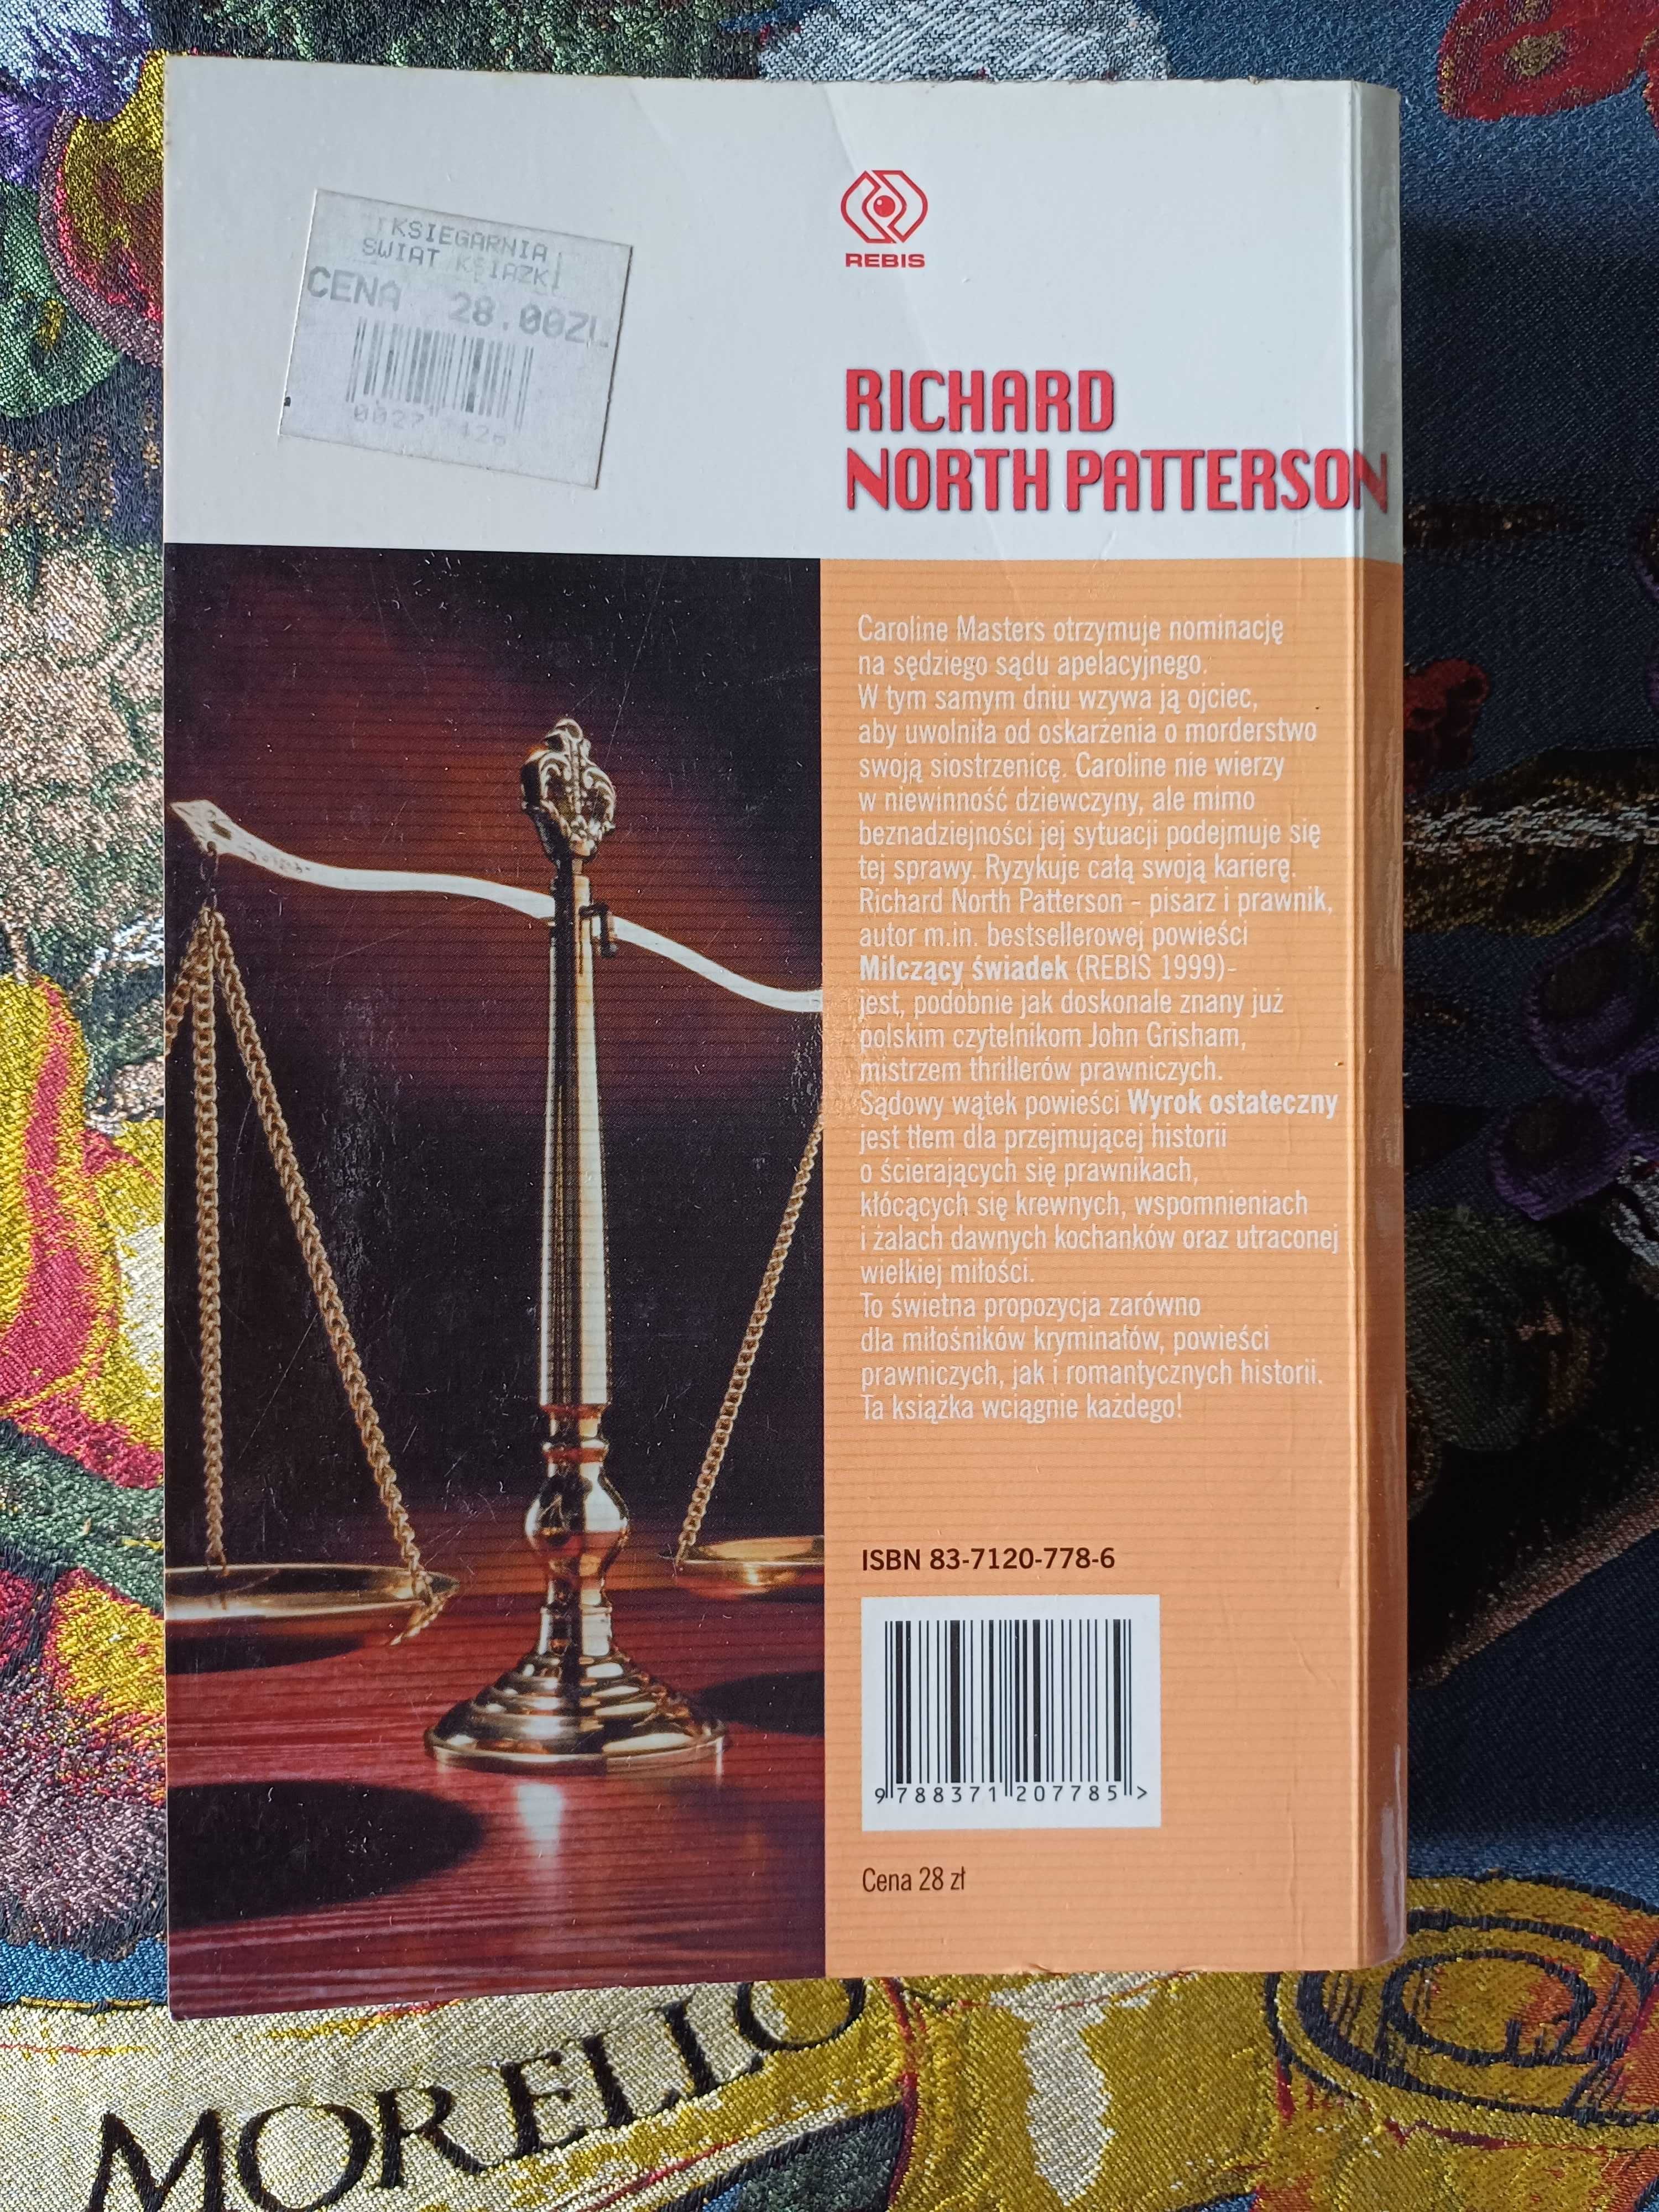 KSIEGARNIA
SWIAT KSIAZKI
CENA 28.00ZL
REBIS
RICHARD
NORTH PATTERSON
Caroline Masters otrzymuje nominację
na sędziego sądu apelacyjnego.
W tym samym dniu wzywa ją ojciec,
aby uwolniła od oskarżenia o morderstwo
swoją siostrzenicę. Caroline nie wierzy
w niewinność dziewczyny, ale mimo
beznadziejności jej sytuacji podejmuje się
tej sprawy. Ryzykuje całą swoją karierę.
Richard North Patterson – pisarz i prawnik,
autor m.in. bestsellerowej powieści
Milczący świadek (REBIS 1999)-
jest, podobnie jak doskonale znany już
polskim czytelnikom John Grisham,
mistrzem thrillerów prawniczych.
Sądowy wątek powieści Wyrok ostateczny
jest tłem dla przejmującej historii
o ścierających się prawnikach,
kłócących się krewnych, wspomnieniach
i żalach dawnych kochanków oraz utraconej
wielkiej miłości.
To świetna propozycja zarówno
dla miłośników kryminałów, powieści
prawniczych, jak i romantycznych historii.
Ta książka wciągnie każdego!
ISBN 83-7120-778-6
9 788371 207785 >
Cena 28 zł
MORELLO